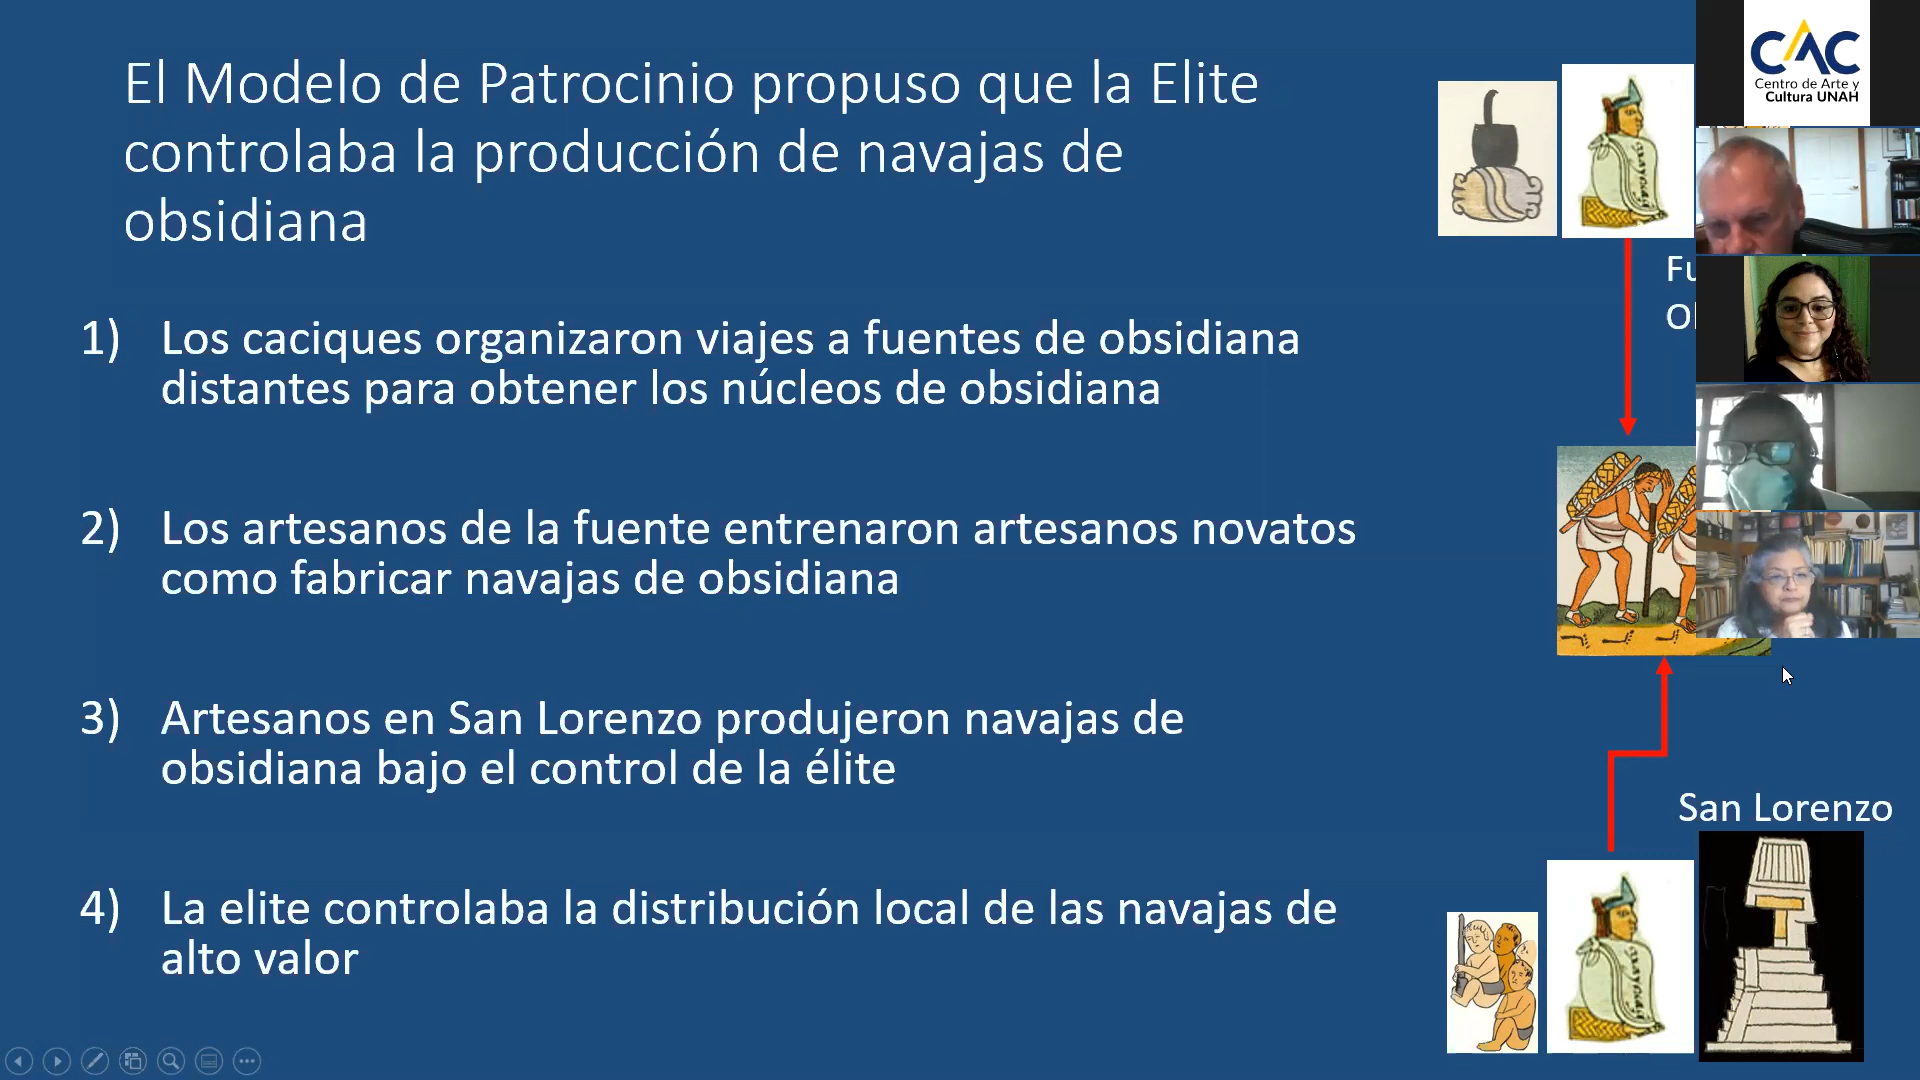 El Modelo de Patrocinio propuso que la Elite
controlaba la producción de navajas de
obsidiana
1) Los caciques organizaron viajes a fuentes de obsidiana
distantes para obtener los núcleos de obsidiana
2) Los artesanos de la fuente entrenaron artesanos novatos
como fabricar navajas de obsidiana
3) Artesanos en San Lorenzo produjeron navajas de
obsidiana bajo el control de la élite
4) La elite controlaba la distribución local de las navajas de
alto valor
San Lorenzo
CAC
Centro de Arte y
Cultura UNAH